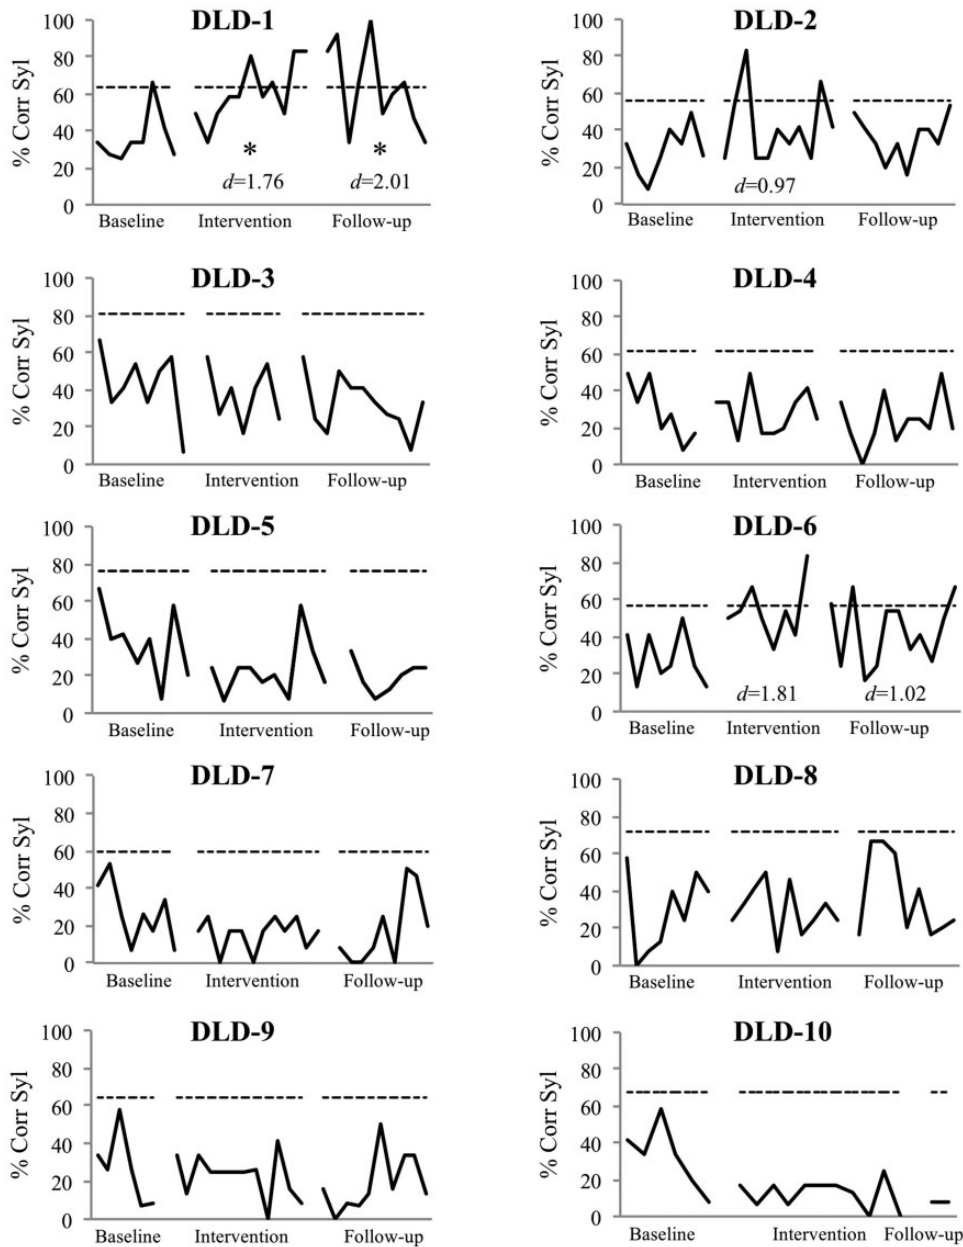 DLD-1
% Corr Syl
100
80
60
40
20
0
* *
d=1.76 d=2.01
Baseline Intervention Follow-up
DLD-2
% Corr Syl
100
80
60
40
20
0
d=0.97
Baseline Intervention Follow-up
DLD-3
% Corr Syl
100
80
60
40
20
0
Baseline Intervention Follow-up
DLD-4
% Corr Syl
100
80
60
40
20
0
Baseline Intervention Follow-up
DLD-5
% Corr Syl
100
80
60
40
20
0
Baseline Intervention Follow-up
DLD-6
% Corr Syl
100
80
60
40
20
0
d=1.81 d=1.02
Baseline Intervention Follow-up
DLD-7
% Corr Syl
100
80
60
40
20
0
Baseline Intervention Follow-up
DLD-8
% Corr Syl
100
80
60
40
20
0
Baseline Intervention Follow-up
DLD-9
% Corr Syl
100
80
60
40
20
0
Baseline Intervention Follow-up
DLD-10
% Corr Syl
100
80
60
40
20
0
Baseline Intervention Follow-up